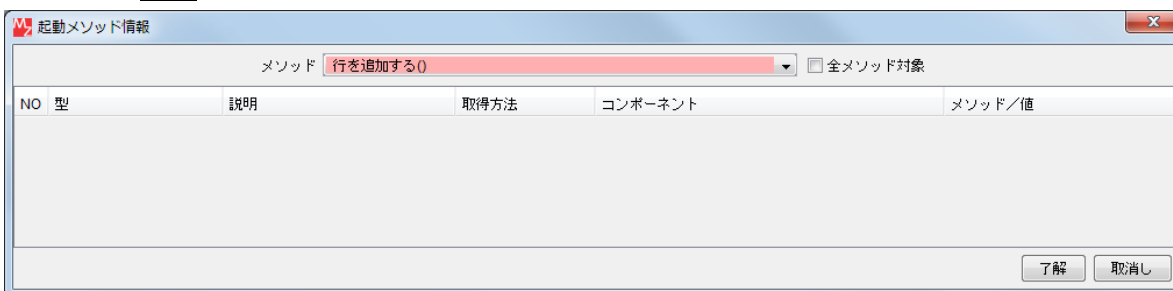 起動メソッド情報
メソッド 行を追加する() 全メソッド対象
NO 型 説明 取得方法 コンポーネント メソッド／値
了解 取消し